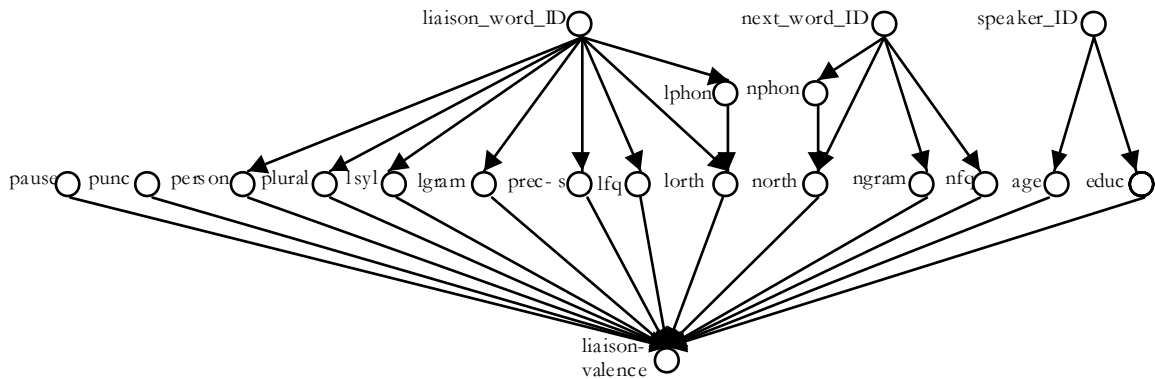 liaison_word_ID next_word_ID speaker_ID
lphon nphon
pause punc person plural lsyl lgram prec-s lfq lorth north ngram nfq age educ
liaison-
valence